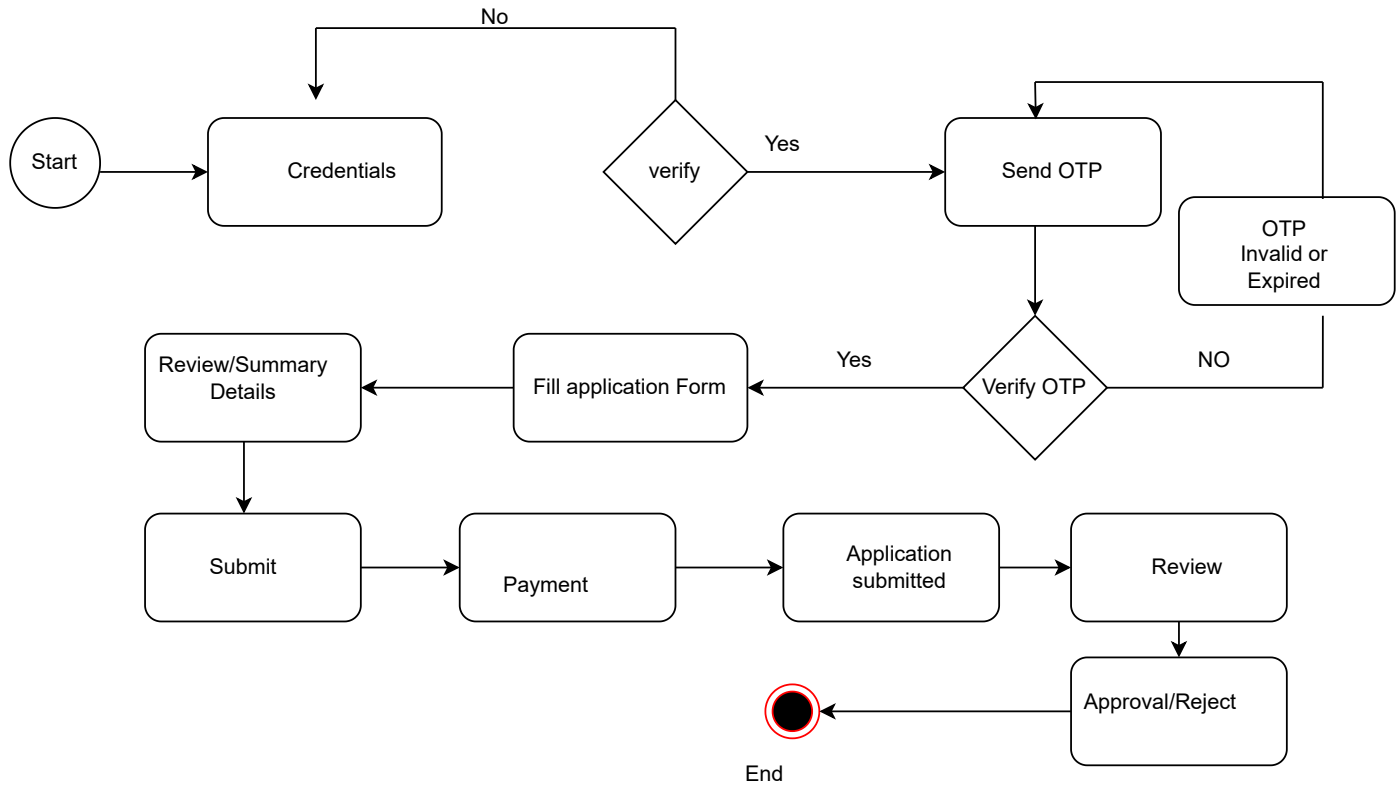 No
Start
Credentials
verify
Yes
Send OTP
OTP
Invalid or
Expired
Review/Summary
Details
Fill application Form
Yes
Verify OTP
NO
Submit
Payment
Application
submitted
Review
Approval/Reject
End